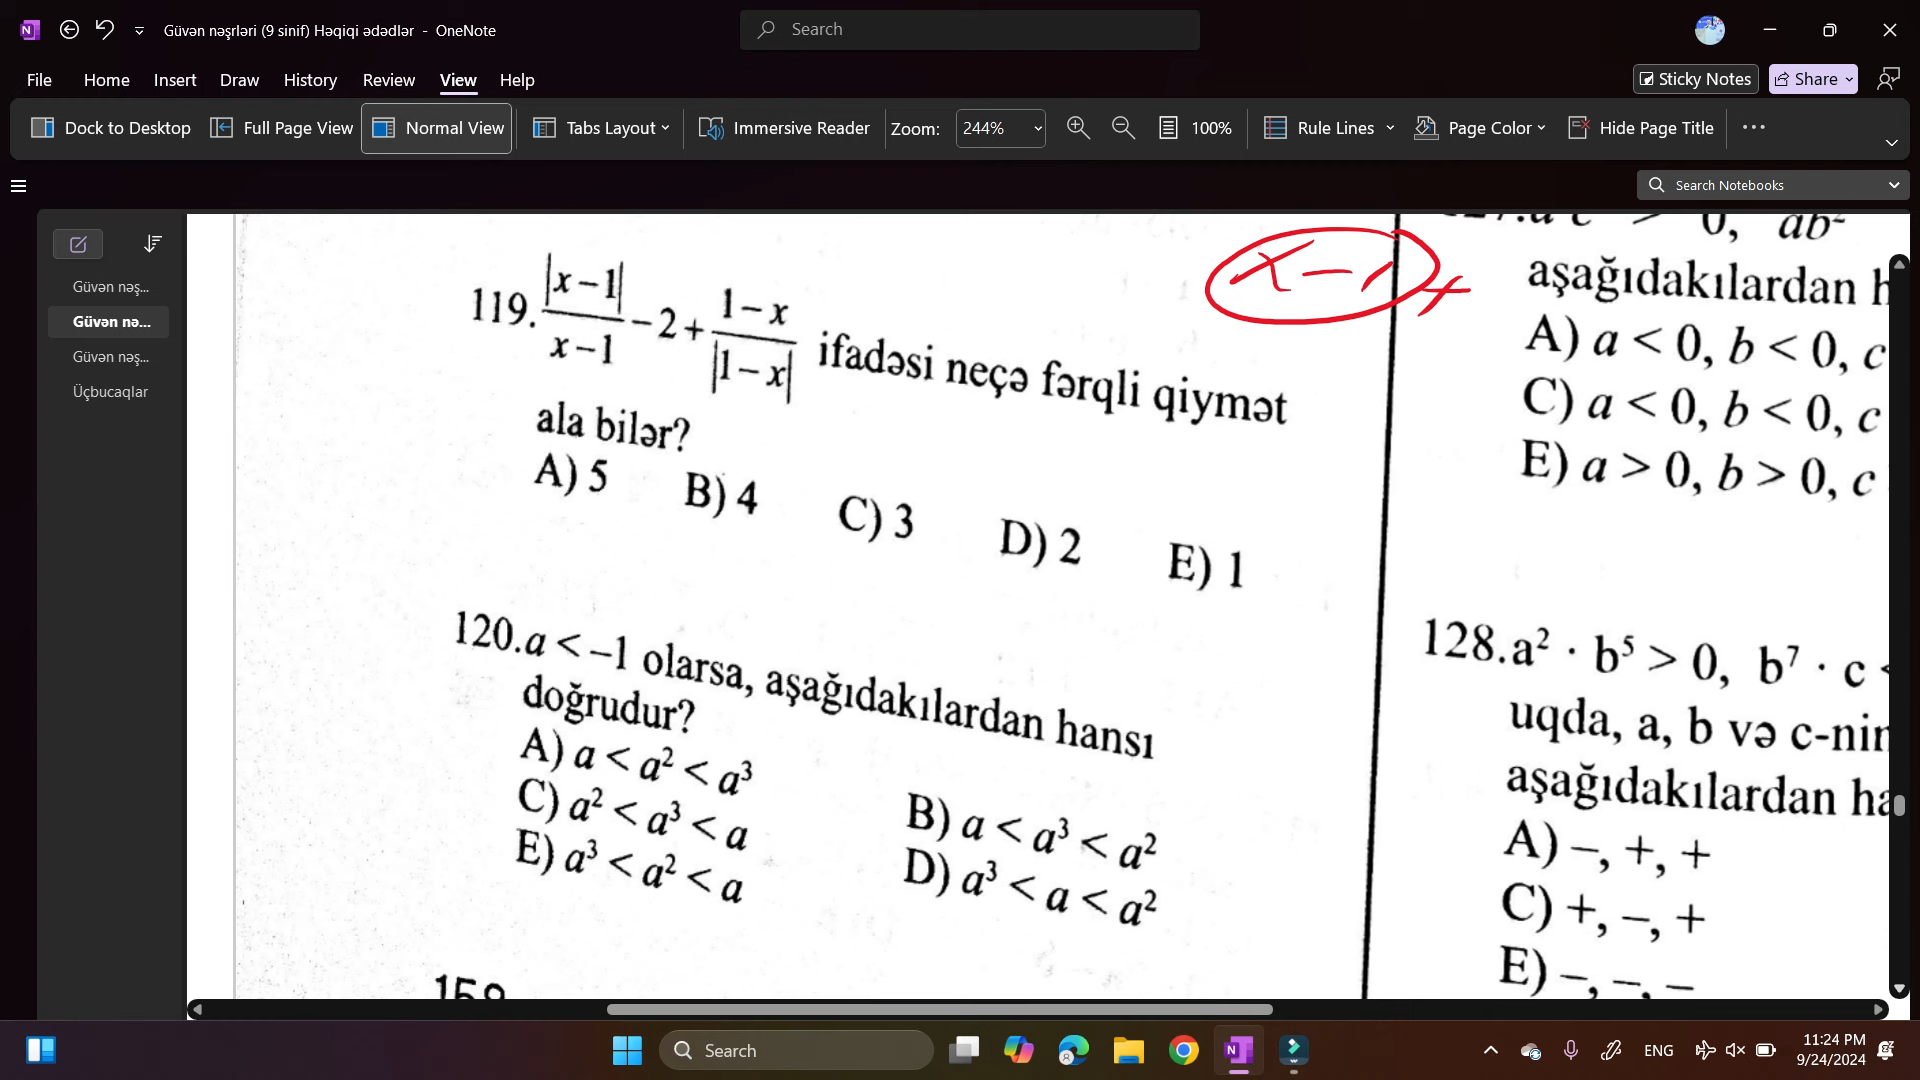 Güvən nəşrləri (9 sinif) Həqiqi ədədlər - OneNote
Search
File Home Insert Draw History Review View Help
Sticky Notes Share
Dock to Desktop Full Page View Normal View Tabs Layout Immersive Reader Zoom: 244% 100% Rule Lines Page Color Hide Page Title
Search Notebooks
Güvən nəş...
Güvən nə...
Güvən nəş...
Üçbucaqlar
x-1 +
119. |x-1|/(x-1) - 2 + (1-x)/|1-x| ifadəsi neçə fərqli qiymət
ala bilər?
A) 5 B) 4 C) 3 D) 2 E) 1
120. a < -1 olarsa, aşağıdakılardan hansı
doğrudur?
A) a < a² < a³
B) a < a³ < a²
C) a² < a³ < a
D) a³ < a < a²
E) a³ < a² < a
> 0, ab²
aşağıdakılardan h
A) a < 0, b < 0, c
C) a < 0, b < 0, c
E) a > 0, b > 0, c
128. a² · b⁵ > 0, b⁷ · c <
uqda, a, b və c-nin
aşağıdakılardan ha
A) –, +, +
C) +, –, +
E) –, –, –
Search
ENG
11:24 PM
9/24/2024